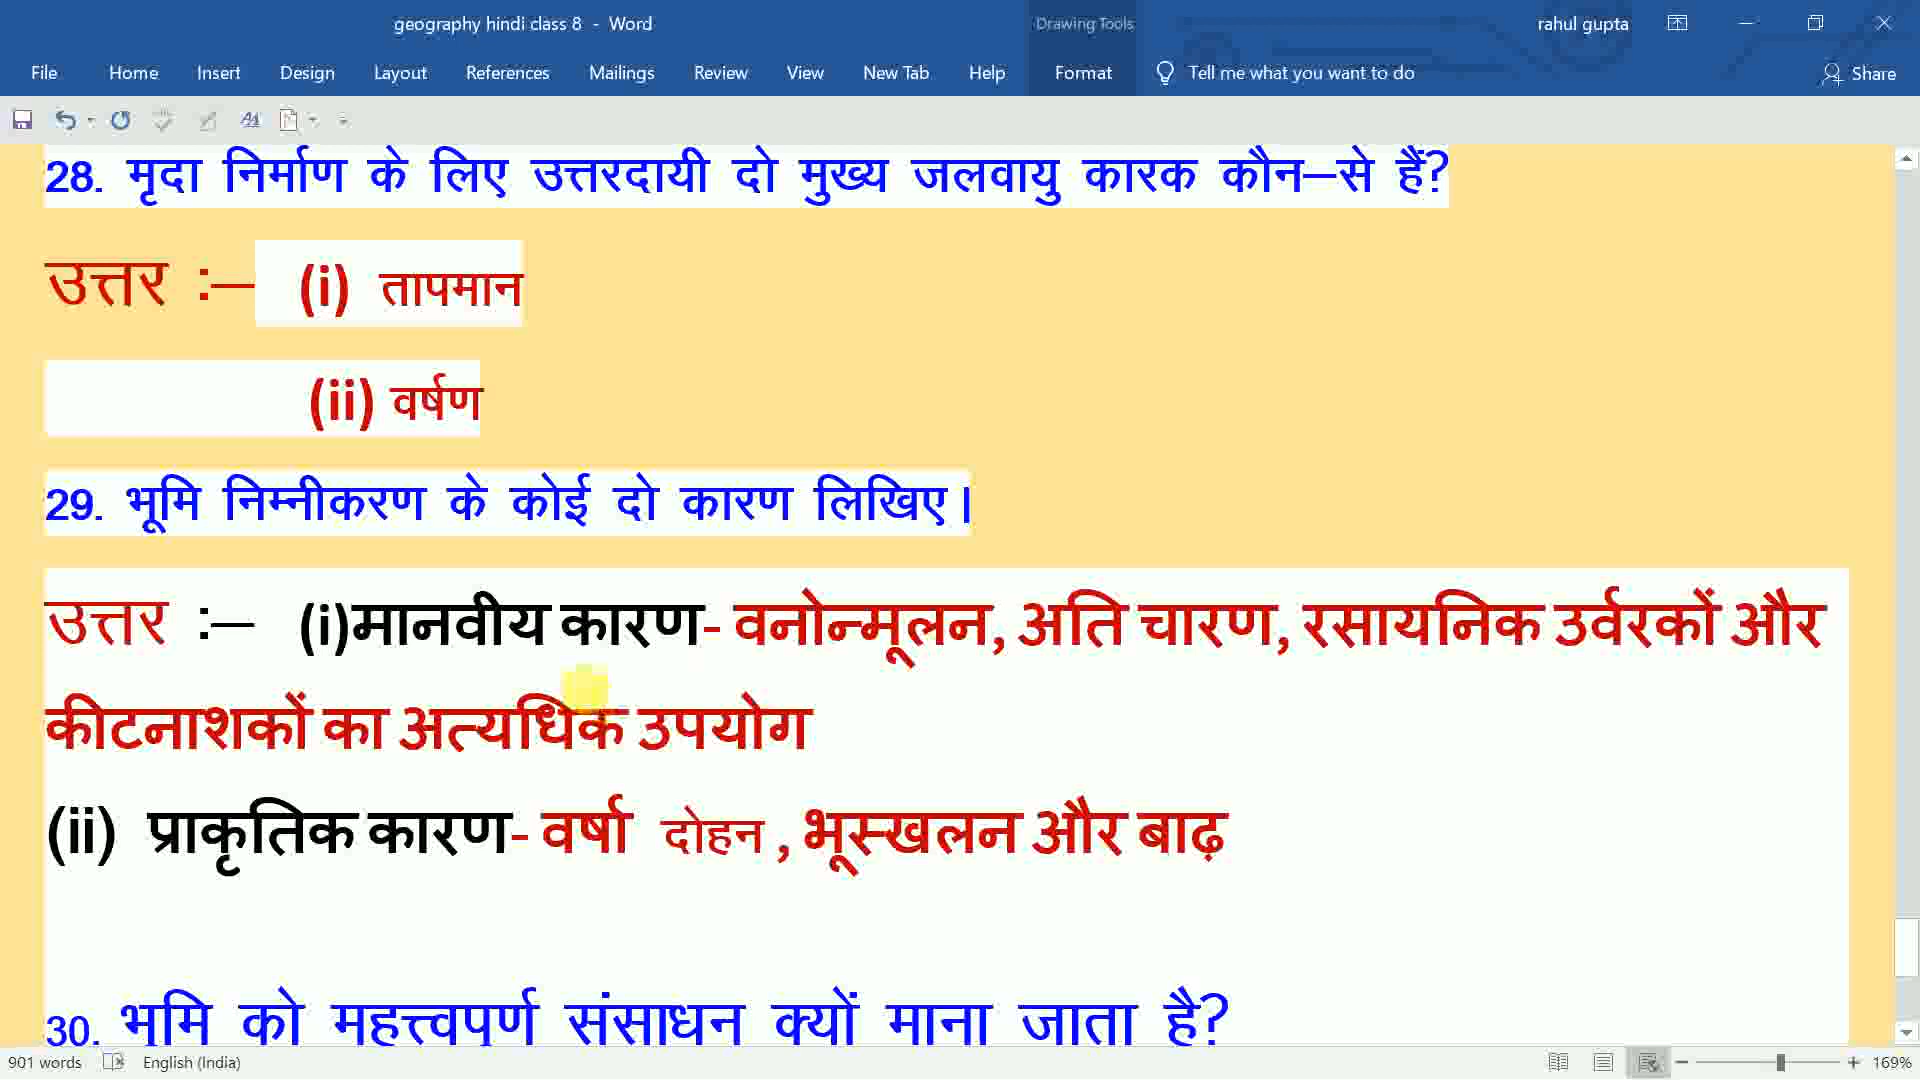 geography hindi class 8 - Word
Drawing Tools
rahul gupta
File Home Insert Design Layout References Mailings Review View New Tab Help Format Tell me what you want to do Share
28. मृदा निर्माण के लिए उत्तरदायी दो मुख्य जलवायु कारक कौन–से हैं?
उत्तर :– (i) तापमान
(ii) वर्षण
29. भूमि निम्नीकरण के कोई दो कारण लिखिए।
उत्तर :– (i)मानवीय कारण- वनोन्मूलन, अति चारण, रसायनिक उर्वरकों और
कीटनाशकों का अत्यधिक उपयोग
(ii) प्राकृतिक कारण- वर्षा दोहन , भूस्खलन और बाढ़
30. भूमि को महत्त्वपूर्ण संसाधन क्यों माना जाता है?
901 words English (India) 169%